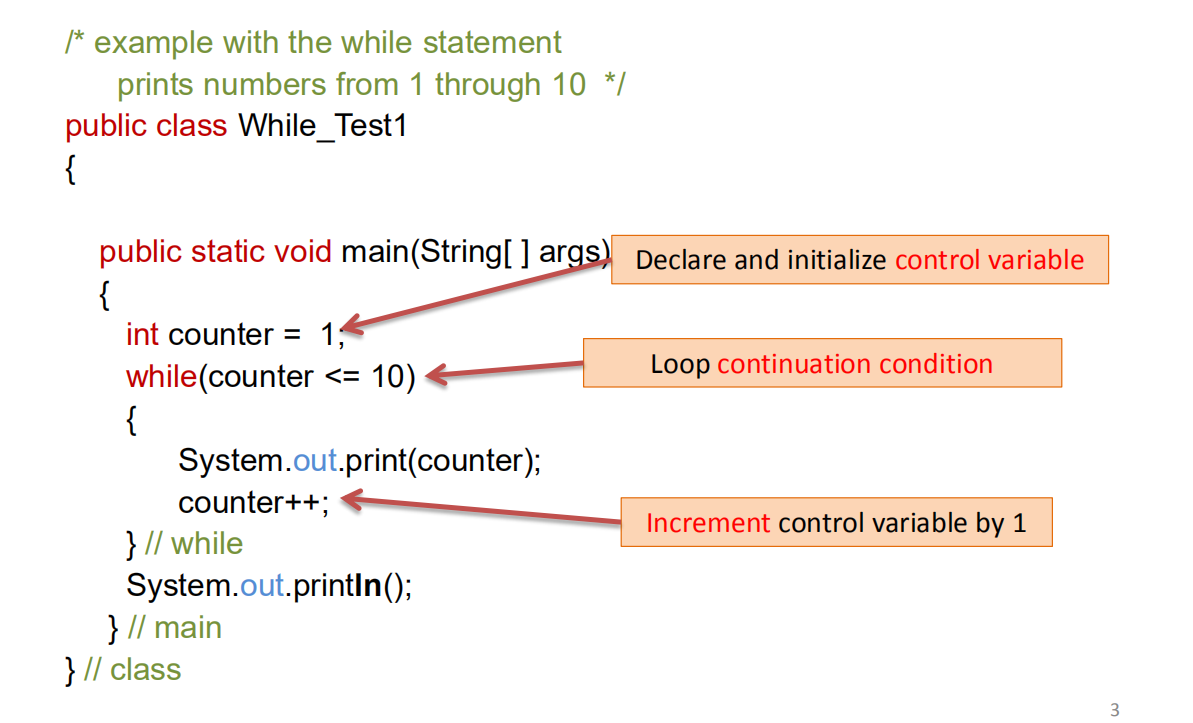 /* example with the while statement
prints numbers from 1 through 10 */
public class While_Test1
{
public static void main(String[ ] args)
Declare and initialize control variable
{
int counter = 1;
while(counter <= 10)
Loop continuation condition
{
System.out.print(counter);
counter++;
Increment control variable by 1
} // while
System.out.println();
} // main
} // class
3